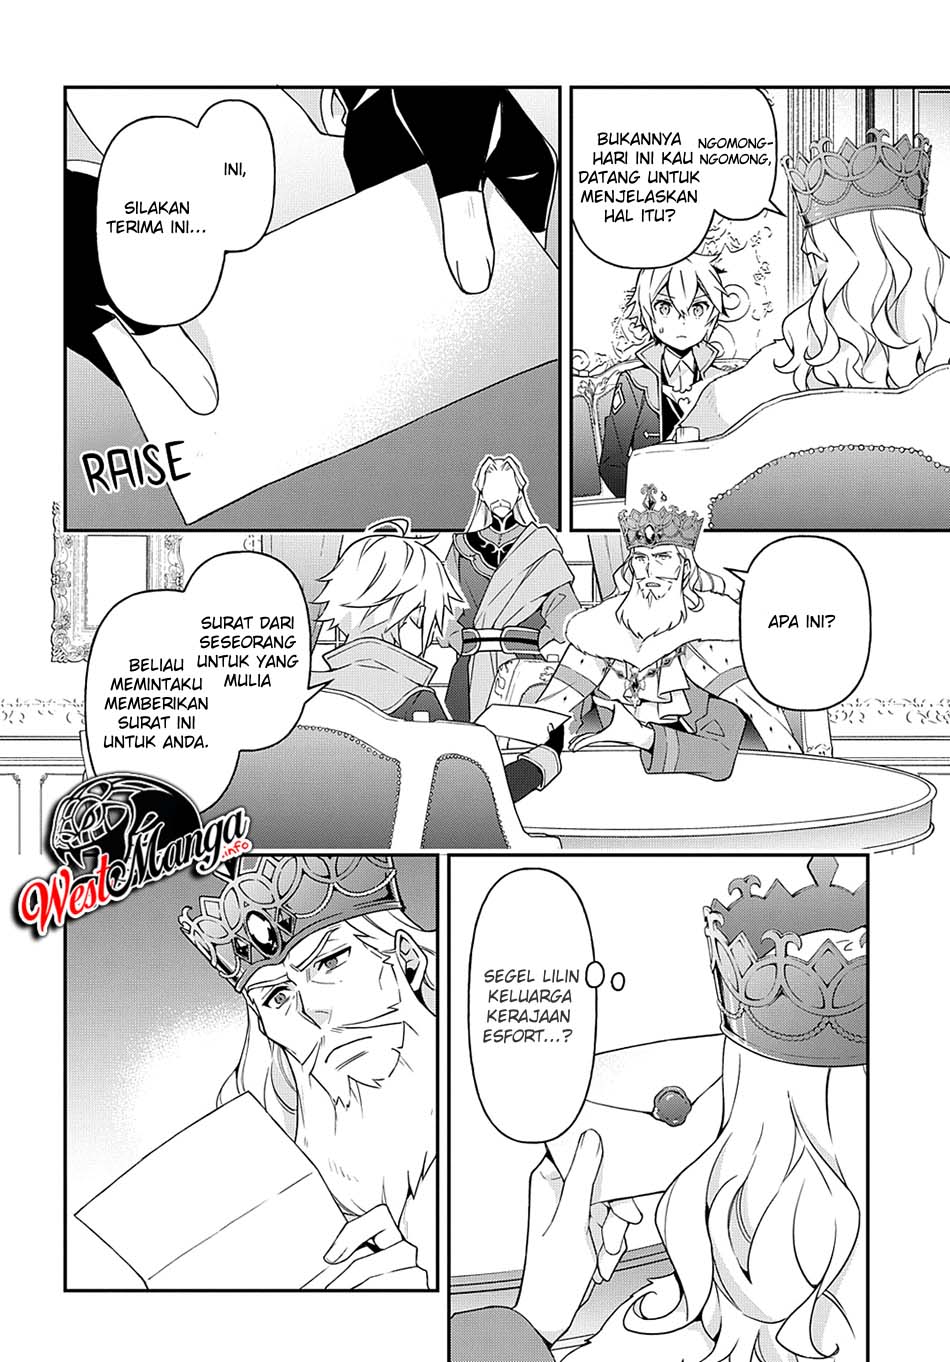 NGOMONG-
NGOMONG,
BUKANNYA
HARI INI KAU
DATANG UNTUK
MENJELASKAN
HAL ITU?
INI,
SILAKAN
TERIMA INI...
RAISE
APA INI?
SURAT DARI
SESEORANG
UNTUK YANG
MULIA
BELIAU
MEMINTAKU
MEMBERIKAN
SURAT INI
UNTUK ANDA.
WestManga
.info
SEGEL LILIN
KELUARGA
KERAJAAN
ESFORT...?